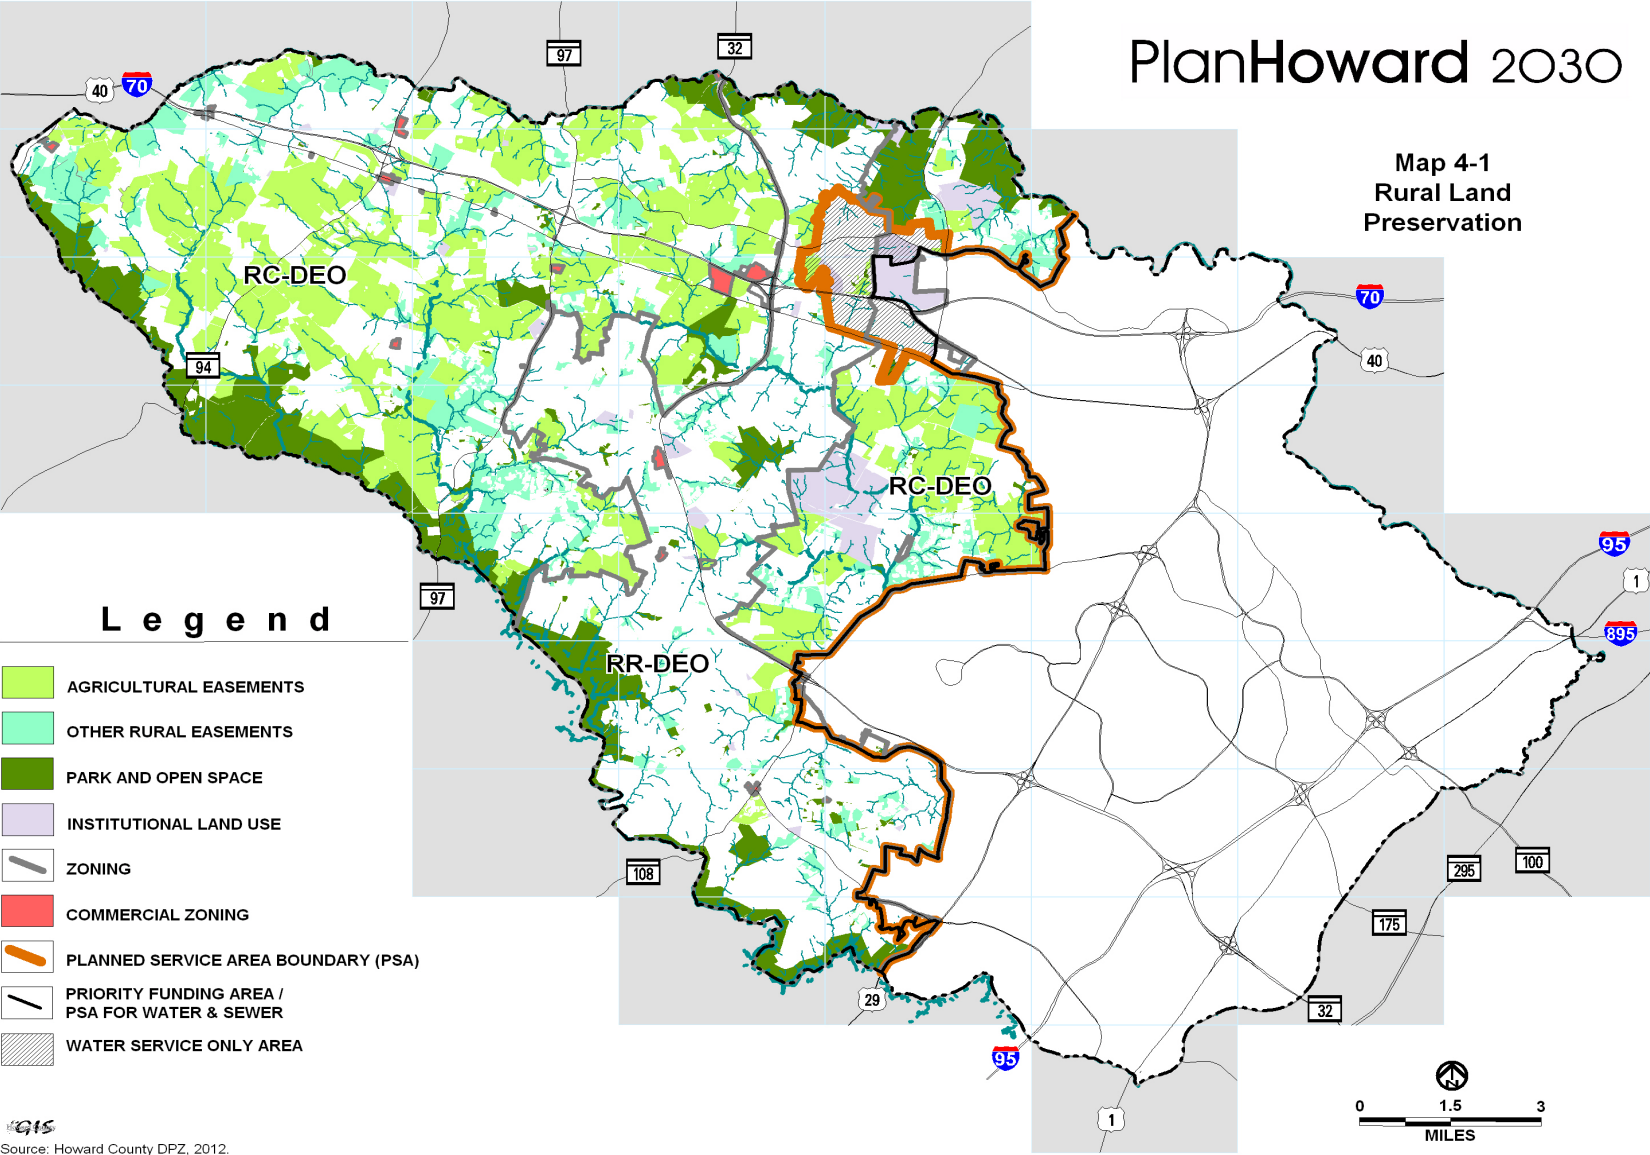 PlanHoward 2030
Map 4-1
Rural Land
Preservation
97
32
40
70
RC-DEO
94
70
40
RC-DEO
95
1
97
895
RR-DEO
108
295
100
175
29
32
95
1
Legend
AGRICULTURAL EASEMENTS
OTHER RURAL EASEMENTS
PARK AND OPEN SPACE
INSTITUTIONAL LAND USE
ZONING
COMMERCIAL ZONING
PLANNED SERVICE AREA BOUNDARY (PSA)
PRIORITY FUNDING AREA /
PSA FOR WATER & SEWER
WATER SERVICE ONLY AREA
N
0 1.5 3
MILES
GIS
Source: Howard County DPZ, 2012.